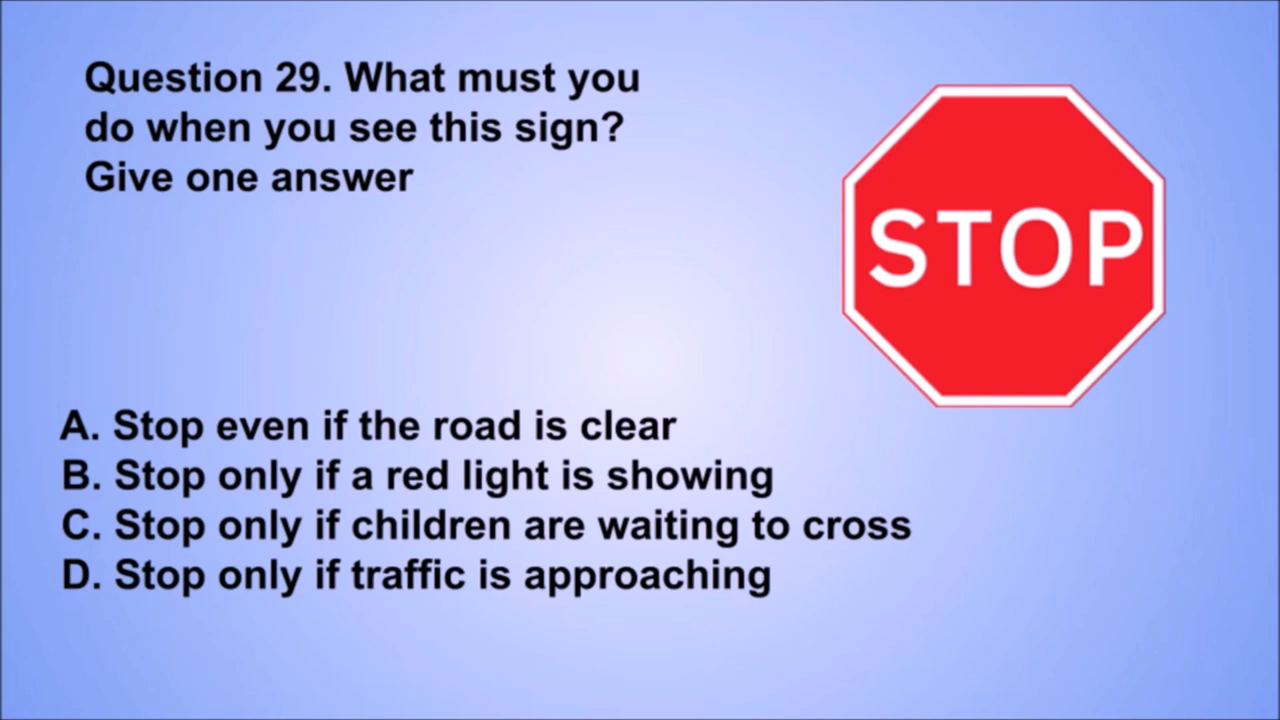 Question 29. What must you
do when you see this sign?
Give one answer
STOP
A. Stop even if the road is clear
B. Stop only if a red light is showing
C. Stop only if children are waiting to cross
D. Stop only if traffic is approaching